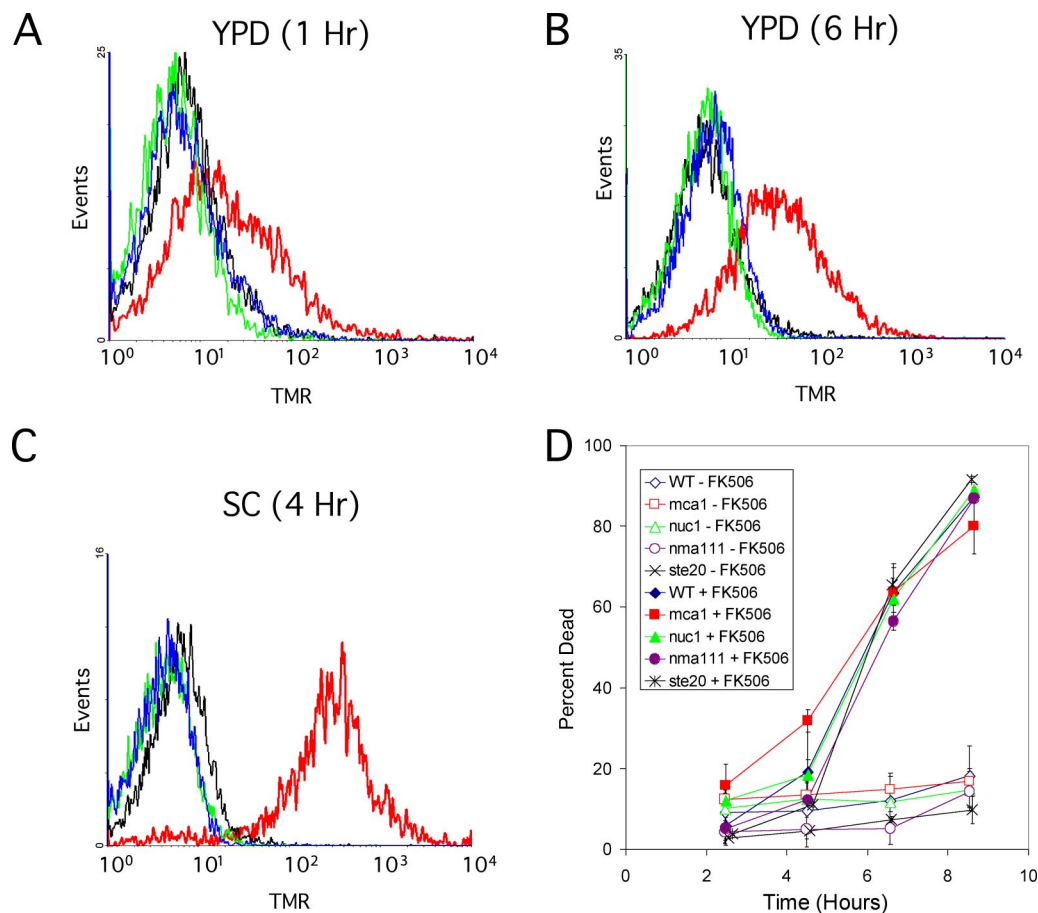 A
YPD (1 Hr)
25
Events
0
10⁰ 10¹ 10² 10³ 10⁴
TMR
B
YPD (6 Hr)
35
Events
0
10⁰ 10¹ 10² 10³ 10⁴
TMR
C
SC (4 Hr)
16
Events
0
10⁰ 10¹ 10² 10³ 10⁴
TMR
D
100
80
60
40
20
0
Percent Dead
WT - FK506
mca1 - FK506
nuc1 - FK506
nma111 - FK506
ste20 - FK506
WT + FK506
mca1 + FK506
nuc1 + FK506
nma111 + FK506
ste20 + FK506
0 2 4 6 8 10
Time (Hours)